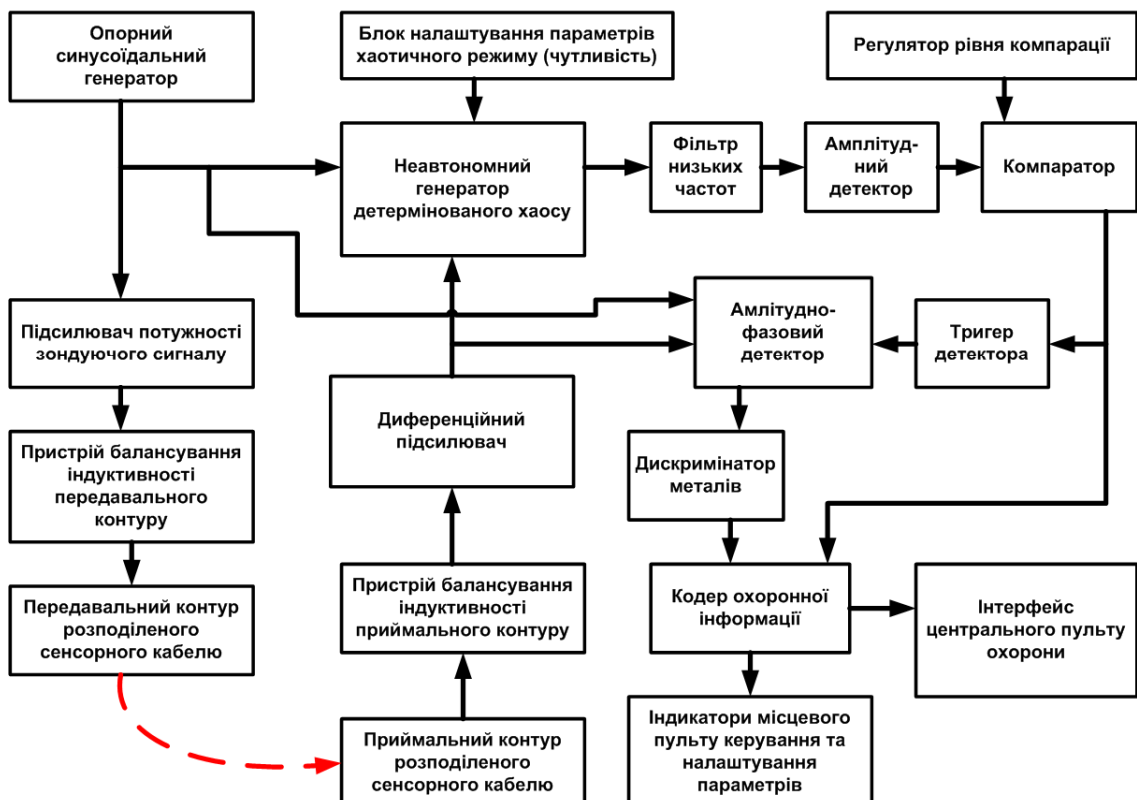 Опорний
синусоїдальний
генератор
Блок налаштування параметрів
хаотичного режиму (чутливість)
Регулятор рівня компарації
Неавтономний
генератор
детермінованого хаосу
Фільтр
низьких
частот
Амплітуд-
ний
детектор
Компаратор
Підсилювач потужності
зондуючого сигналу
Амлітудно-
фазовий
детектор
Тригер
детектора
Диференційний
підсилювач
Пристрій балансування
індуктивності
передавального
контуру
Дискримінатор
металів
Передавальний контур
розподіленого
сенсорного кабелю
Пристрій балансування
індуктивності
приймального контуру
Кодер охоронної
інформації
Інтерфейс
центрального пульту
охорони
Приймальний контур
розподіленого
сенсорного кабелю
Індикатори місцевого
пульту керування та
налаштування
параметрів